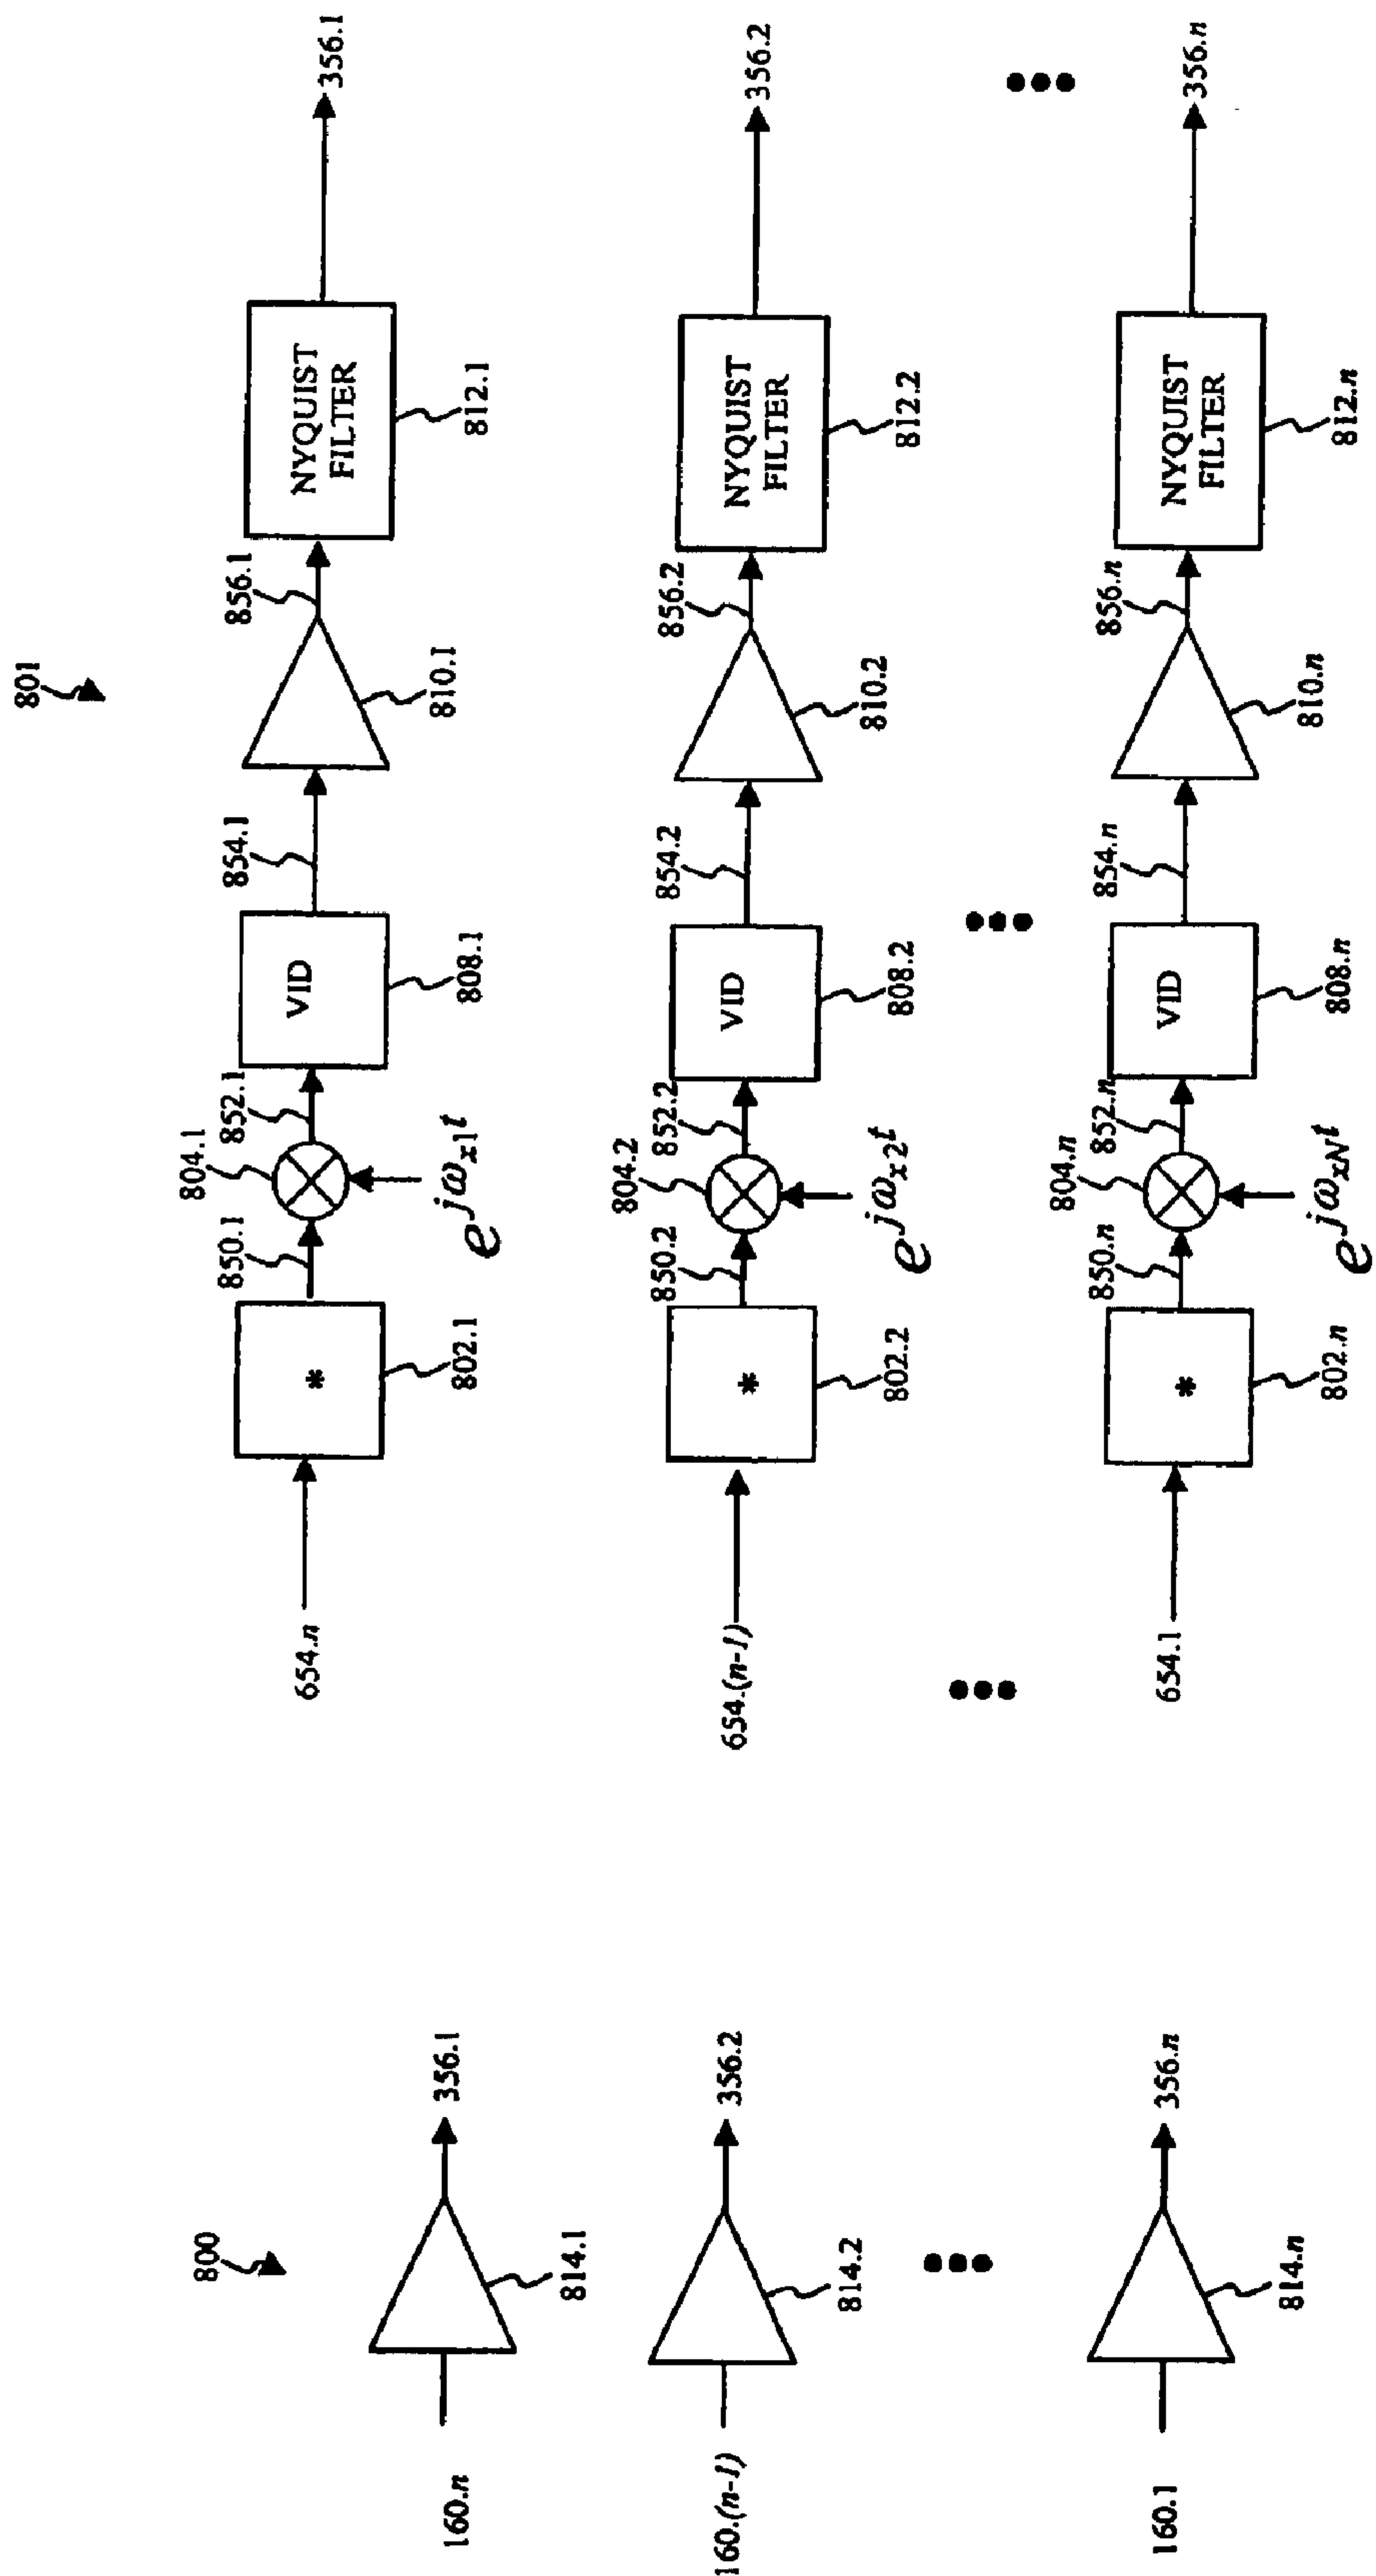 801
654.n
*
802.1
850.1
804.1
e^{jω_{x1}t}
852.1
VID
808.1
854.1
810.1
856.1
NYQUIST
FILTER
812.1
356.1
654.(n-1)
*
802.2
850.2
804.2
e^{jω_{x2}t}
852.2
VID
808.2
854.2
810.2
856.2
NYQUIST
FILTER
812.2
356.2
654.1
*
802.n
850.n
804.n
e^{jω_{xN}t}
852.n
VID
808.n
854.n
810.n
856.n
NYQUIST
FILTER
812.n
356.n
800
160.n
814.1
356.1
160.(n-1)
814.2
356.2
160.1
814.n
356.n